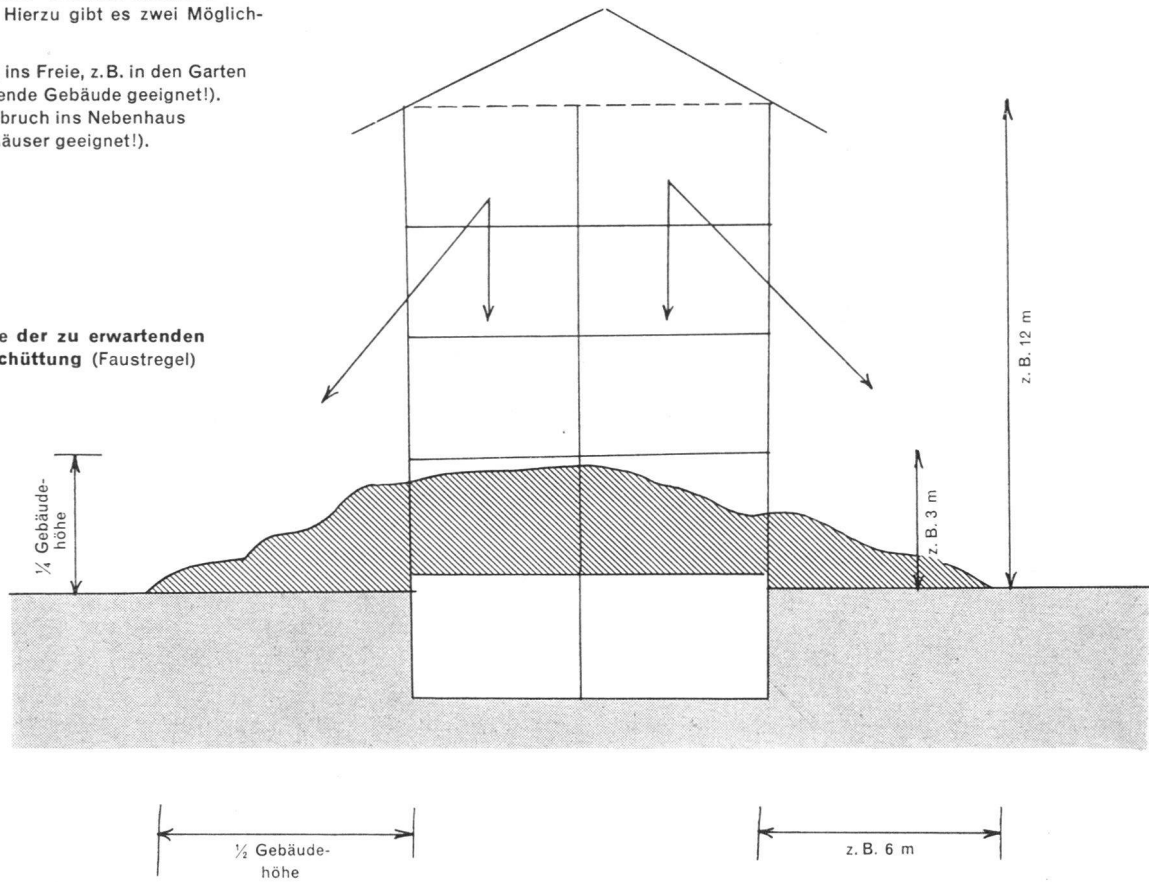 Hierzu gibt es zwei Möglich-
ins Freie, z.B. in den Garten
ende Gebäude geeignet!).
bruch ins Nebenhaus
äuser geeignet!).
e der zu erwartenden
chüttung (Faustregel)
z. B. 12 m
¼ Gebäude-
höhe
z. B. 3 m
½ Gebäude-
höhe
z. B. 6 m